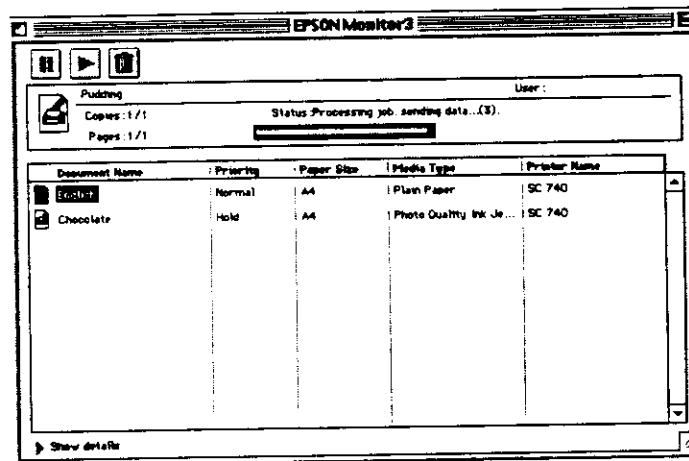 EPSON Monitor3
Pudding User :
Copies:1/1 Status:Processing job. sending data...(3).
Pages:1/1
Document Name Priority Paper Size Media Type Printer Name
English Normal A4 Plain Paper SC 740
Chocolate Hold A4 Photo Quality Ink Je... SC 740
Show details